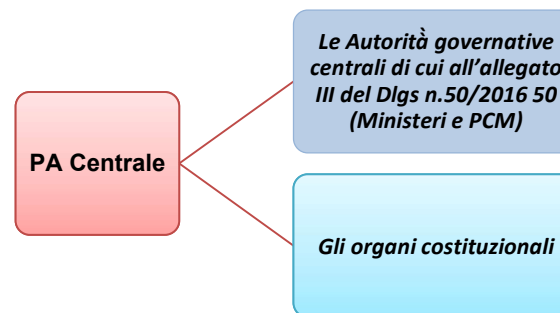 PA Centrale
Le Autorità governative
centrali di cui all'allegato
III del Dlgs n.50/2016 50
(Ministeri e PCM)
Gli organi costituzionali